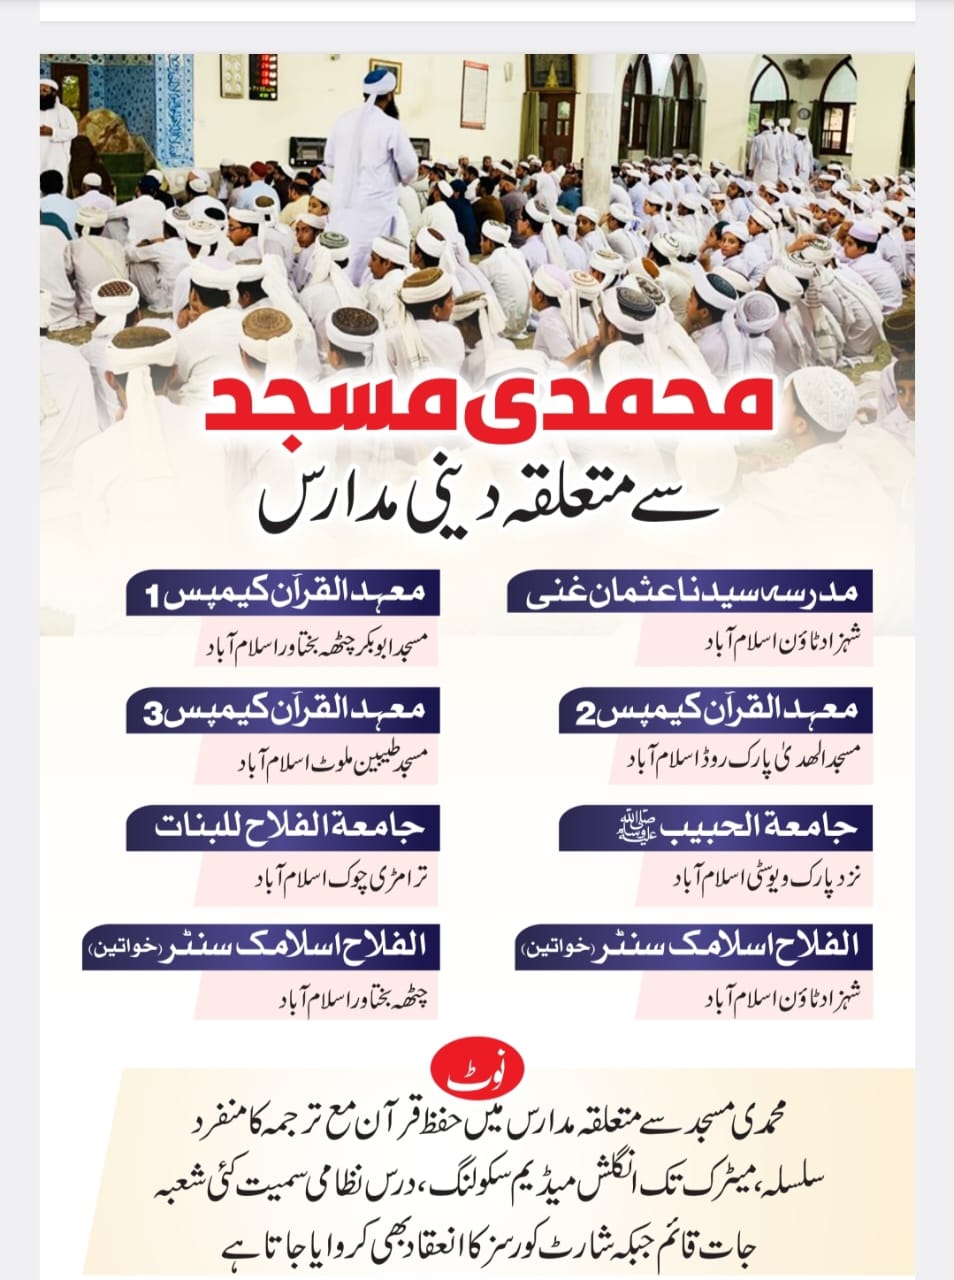 محمدی مسجد
سے متعلقہ دینی مدارس
مدرسہ سیدنا عثمان غنی
شہزاد ٹاؤن اسلام آباد
معہد القرآن کیمپس 1
مسجد ابوبکر چٹھہ بختاور اسلام آباد
معہد القرآن کیمپس 2
مسجد الھدیٰ پارک روڈ اسلام آباد
معہد القرآن کیمپس 3
مسجد طیبین ملوٹ اسلام آباد
جامعة الحبیب ﷺ
نزد پارک ویو سٹی اسلام آباد
جامعة الفلاح للبنات
ترامڑی چوک اسلام آباد
الفلاح اسلامک سنٹر (خواتین)
شہزاد ٹاؤن اسلام آباد
الفلاح اسلامک سنٹر (خواتین)
چٹھہ بختاور اسلام آباد
نوٹ
محمدی مسجد سے متعلقہ مدارس میں حفظ قرآن مع ترجمہ کا منفرد
سلسلہ، میٹرک تک انگلش میڈیم سکولنگ، درس نظامی سمیت کئی شعبہ
جات قائم جبکہ شارٹ کورسز کا انعقاد بھی کروایا جاتا ہے